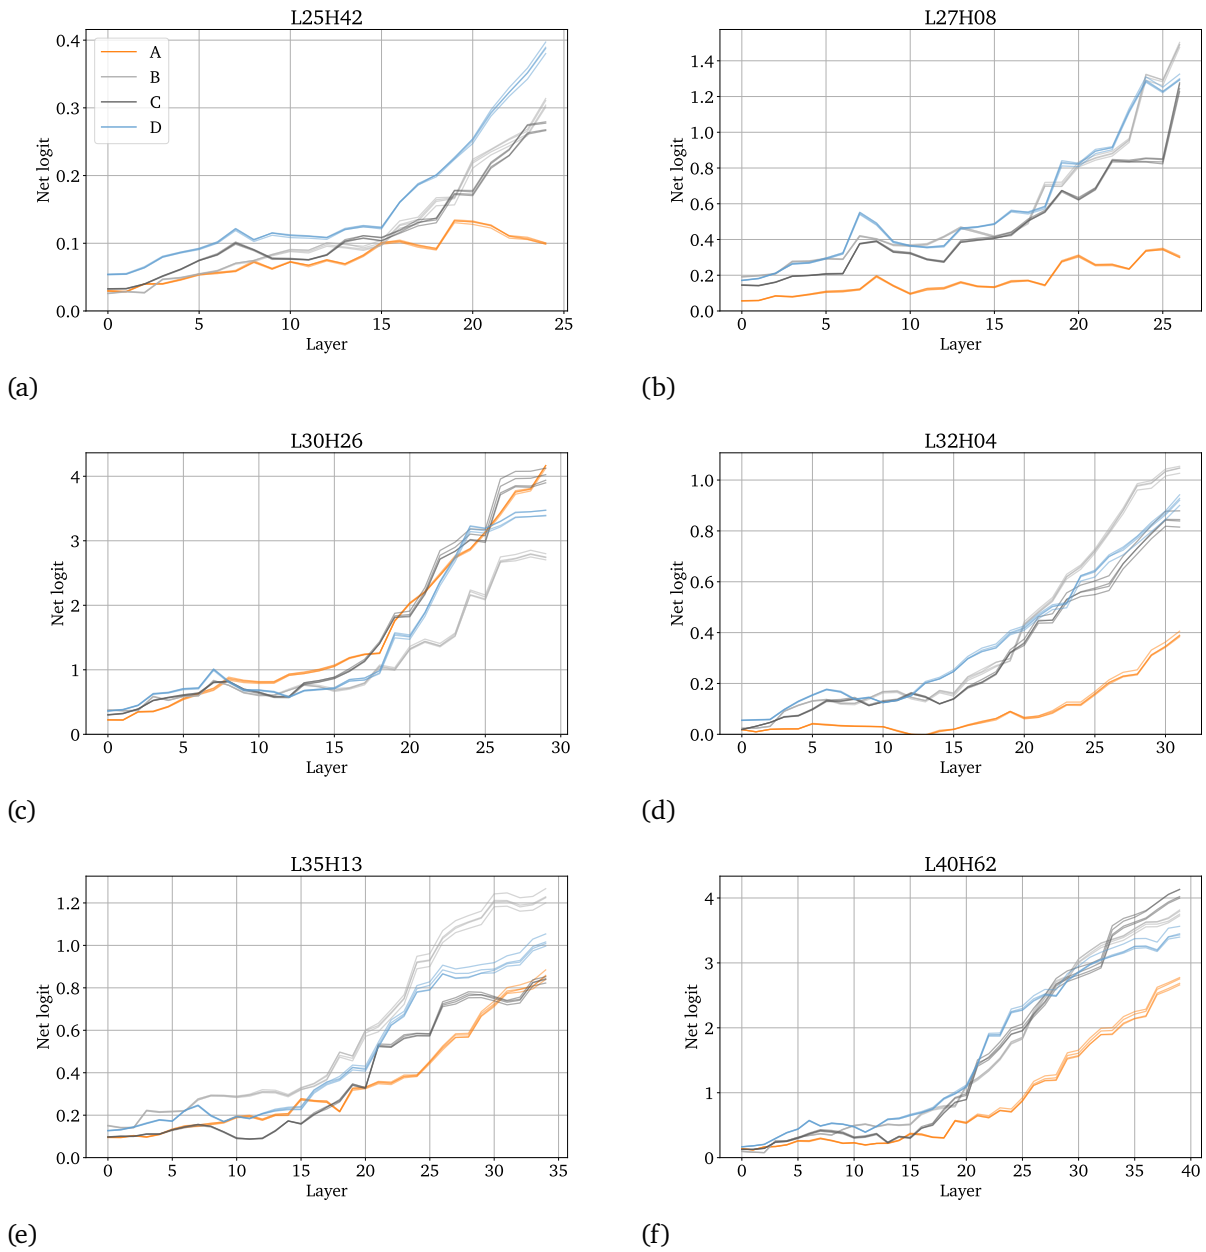 L25H42
0.4
0.3
0.2
0.1
0.0
Net logit
A
B
C
D
0 5 10 15 20 25
Layer
(a)
L27H08
1.4
1.2
1.0
0.8
0.6
0.4
0.2
0.0
Net logit
0 5 10 15 20 25
Layer
(b)
L30H26
4
3
2
1
0
Net logit
0 5 10 15 20 25 30
Layer
(c)
L32H04
1.0
0.8
0.6
0.4
0.2
0.0
Net logit
0 5 10 15 20 25 30
Layer
(d)
L35H13
1.2
1.0
0.8
0.6
0.4
0.2
0.0
Net logit
0 5 10 15 20 25 30 35
Layer
(e)
L40H62
4
3
2
1
0
Net logit
0 5 10 15 20 25 30 35 40
Layer
(f)